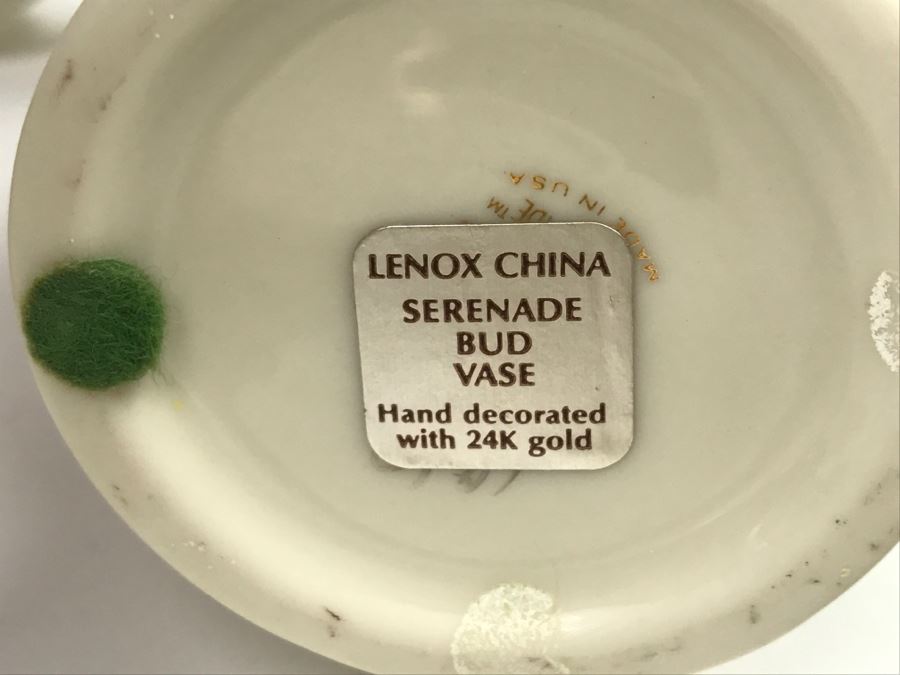 LENOX CHINA
SERENADE
BUD
VASE
Hand decorated
with 24K gold
MADE IN USA